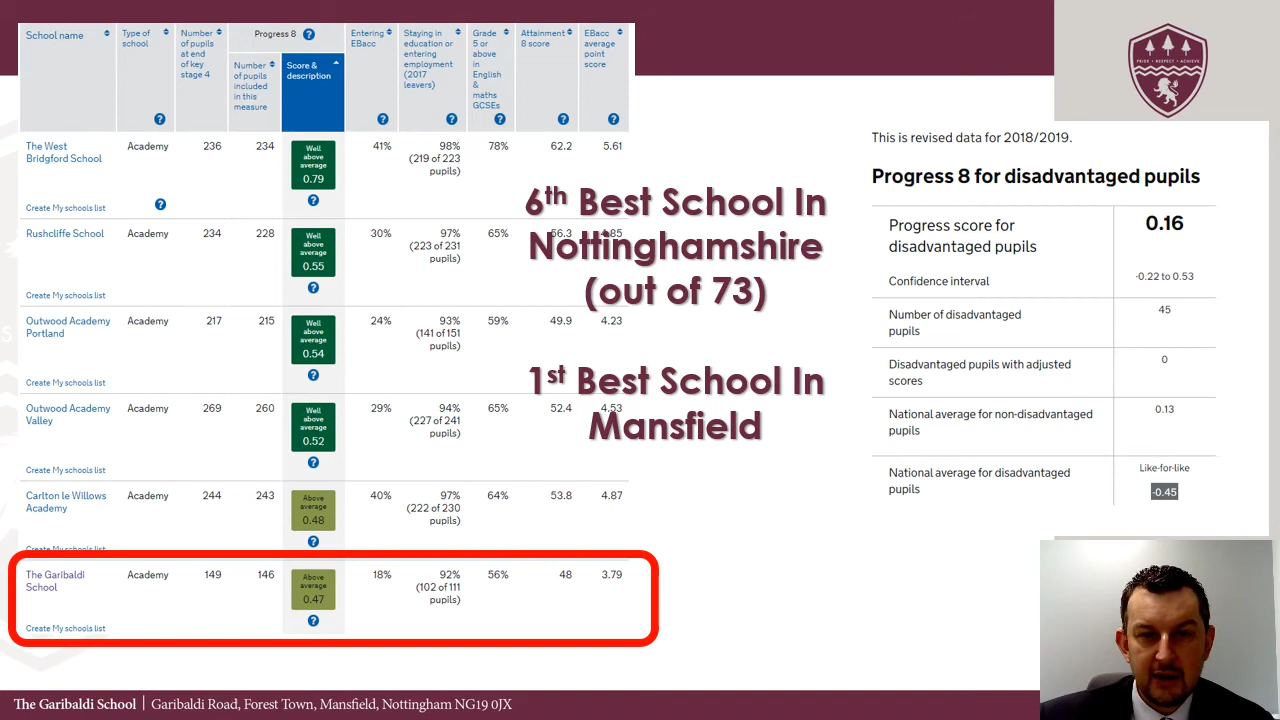 School name
Type of
school
Number
of pupils
at end
of key
stage 4
Progress 8
Number
of pupils
included
in this
measure
Score &
description
Entering
EBacc
Staying in
education or
entering
employment
(2017
leavers)
Grade
5 or
above
in
English
&
maths
GCSEs
Attainment
8 score
EBacc
average
point
score
The West
Bridgford School
Academy
236
234
Well
above
average
0.79
41%
98%
(219 of 223
pupils)
78%
62.2
5.61
Create My schools list
Rushcliffe School
Academy
234
228
Well
above
average
0.55
30%
97%
(223 of 231
pupils)
65%
56.3
4.85
Create My schools list
Outwood Academy
Portland
Academy
217
215
Well
above
average
0.54
24%
93%
(141 of 151
pupils)
59%
49.9
4.23
Create My schools list
Outwood Academy
Valley
Academy
269
260
Well
above
average
0.52
29%
94%
(227 of 241
pupils)
65%
52.4
4.53
Create My schools list
Carlton le Willows
Academy
Academy
244
243
Above
average
0.48
40%
97%
(222 of 230
pupils)
64%
53.8
4.87
Create My schools list
The Garibaldi
School
Academy
149
146
Above
average
0.47
18%
92%
(102 of 111
pupils)
56%
48
3.79
Create My schools list
6th Best School In
Nottinghamshire
(out of 73)
1st Best School In
Mansfield
PRIDE • RESPECT • ACHIEVE
This is revised data for 2018/2019.
Progress 8 for disadvantaged pupils
Progress score for
disadvantaged pupils
0.16
Confidence interval
-0.22 to 0.53
Number of disadvantaged
pupils
45
Disadvantaged pupils with adjusted
scores
0
National average for non-disadvantaged
pupils
0.13
National average for disadvantaged
pupils
Like-for-like
-0.45
The Garibaldi School | Garibaldi Road, Forest Town, Mansfield, Nottingham NG19 0JX